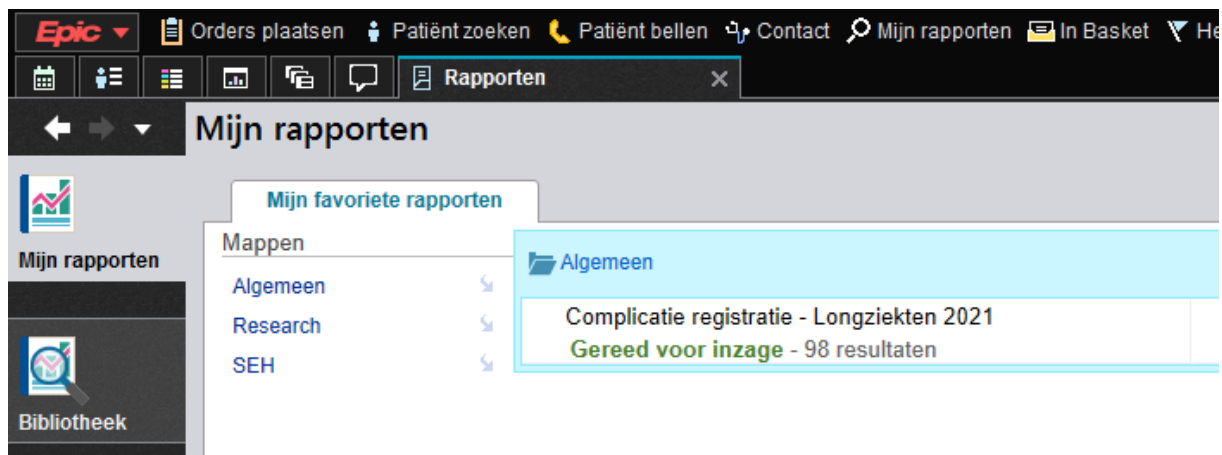 Epic Orders plaatsen Patiënt zoeken Patiënt bellen Contact Mijn rapporten In Basket He
Rapporten
Mijn rapporten
Mijn favoriete rapporten
Mijn rapporten
Bibliotheek
Mappen
Algemeen
Research
SEH
Algemeen
Complicatie registratie - Longziekten 2021
Gereed voor inzage - 98 resultaten